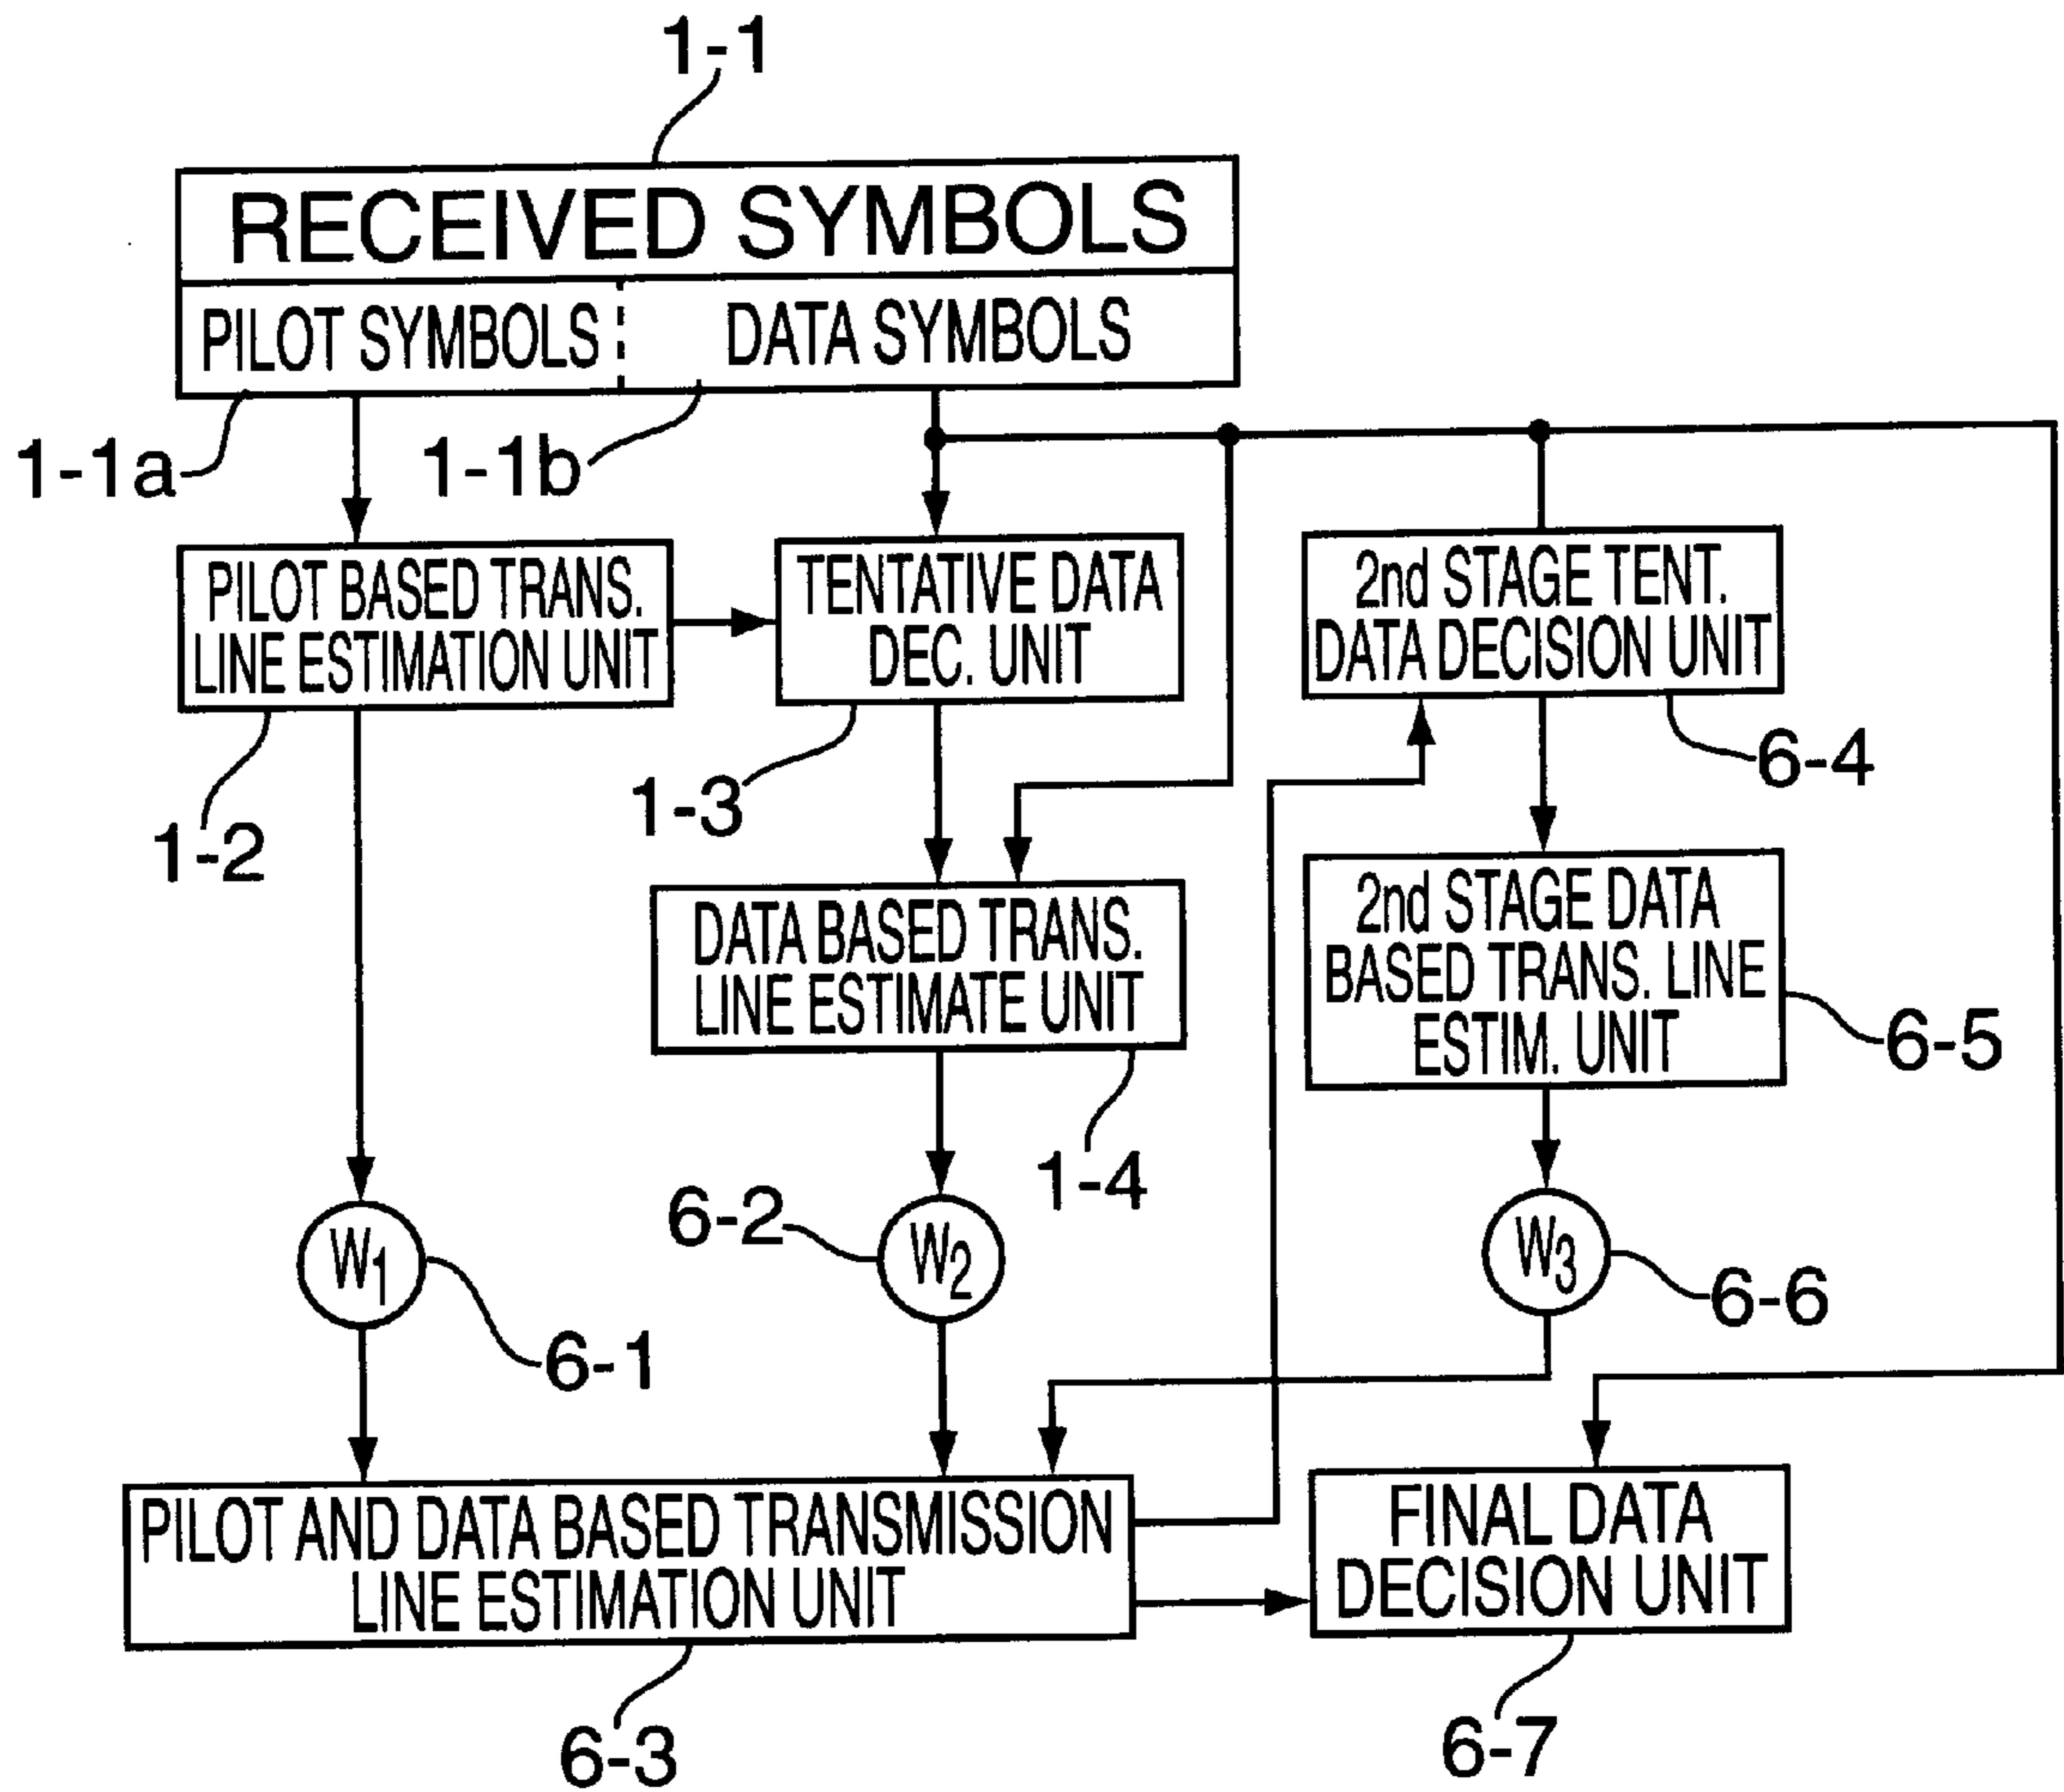 1-1
RECEIVED SYMBOLS
PILOT SYMBOLS
DATA SYMBOLS
1-1a
1-1b
PILOT BASED TRANS.
LINE ESTIMATION UNIT
TENTATIVE DATA
DEC. UNIT
2nd STAGE TENT.
DATA DECISION UNIT
1-2
1-3
6-4
DATA BASED TRANS.
LINE ESTIMATE UNIT
2nd STAGE DATA
BASED TRANS. LINE
ESTIM. UNIT
6-5
1-4
6-2
W1
W2
W3
6-1
6-6
PILOT AND DATA BASED TRANSMISSION
LINE ESTIMATION UNIT
FINAL DATA
DECISION UNIT
6-3
6-7